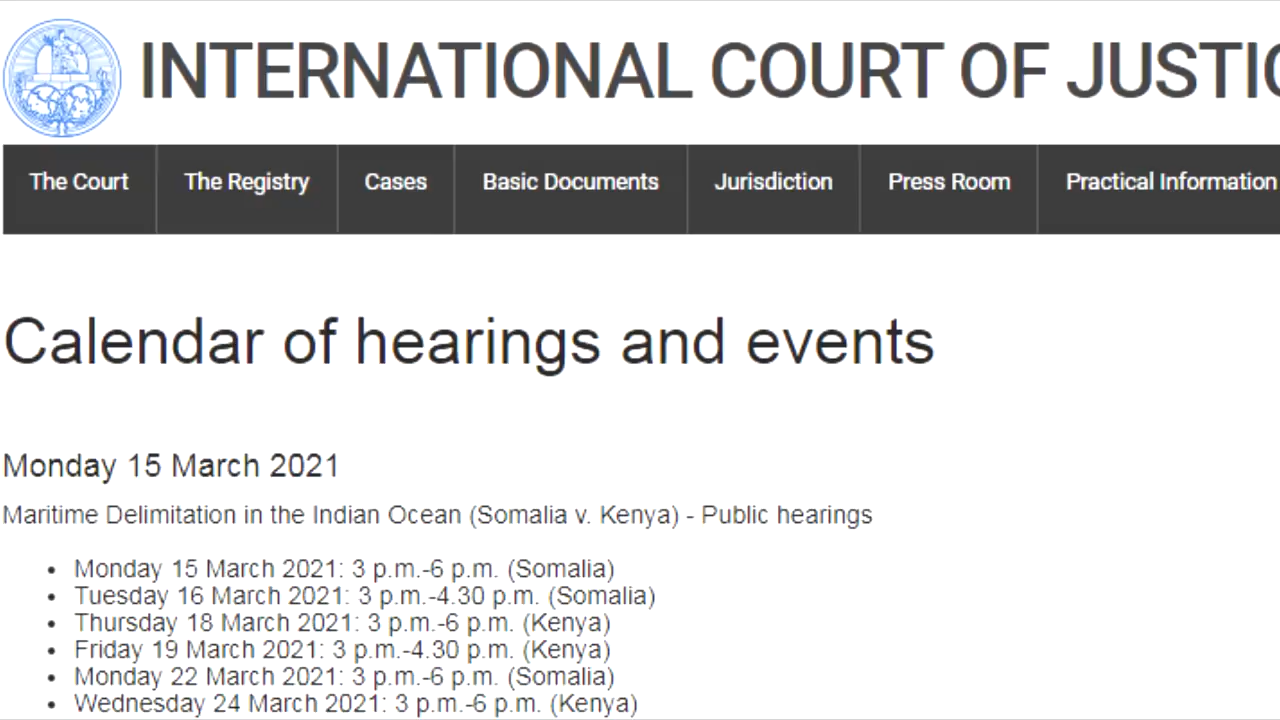 INTERNATIONAL COURT OF JUSTIC
The Court The Registry Cases Basic Documents Jurisdiction Press Room Practical Information
Calendar of hearings and events
Monday 15 March 2021
Maritime Delimitation in the Indian Ocean (Somalia v. Kenya) - Public hearings
• Monday 15 March 2021: 3 p.m.-6 p.m. (Somalia)
• Tuesday 16 March 2021: 3 p.m.-4.30 p.m. (Somalia)
• Thursday 18 March 2021: 3 p.m.-6 p.m. (Kenya)
• Friday 19 March 2021: 3 p.m.-4.30 p.m. (Kenya)
• Monday 22 March 2021: 3 p.m.-6 p.m. (Somalia)
• Wednesday 24 March 2021: 3 p.m.-6 p.m. (Kenya)